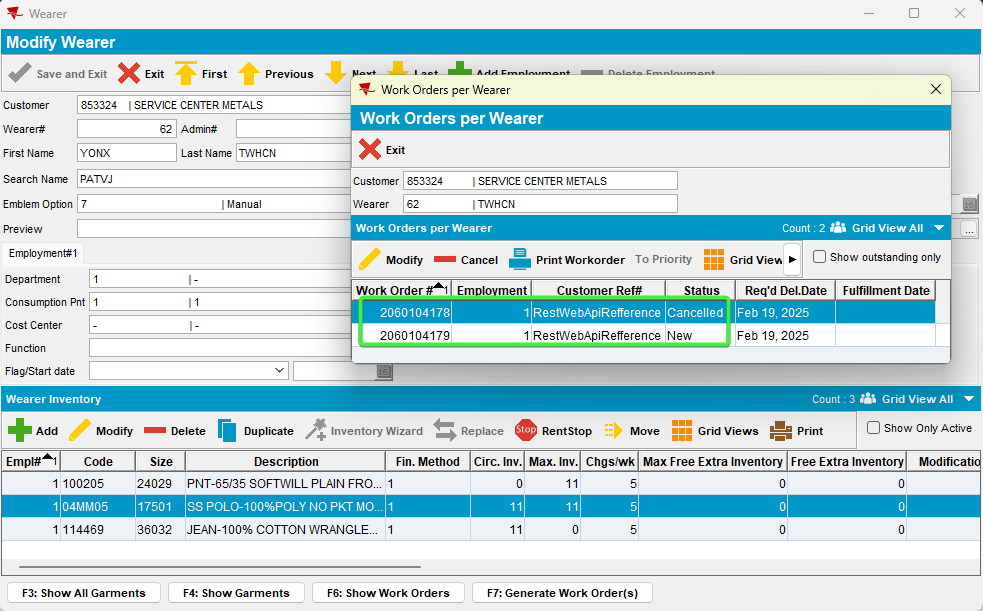 Wearer
Modify Wearer
Save and Exit Exit First Previous Next Last Add Employment Delete Employment
Customer 853324 | SERVICE CENTER METALS
Wearer# 62 Admin#
First Name YONX Last Name TWHCN
Search Name PATVJ
Emblem Option 7 | Manual 16
Preview ...
Employment#1
Department 1 | -
Consumption Pnt 1 | 1
Cost Center - | -
Function
Flag/Start date 16
Work Orders per Wearer
Work Orders per Wearer
Exit
Customer 853324 | SERVICE CENTER METALS
Wearer 62 | TWHCN
Work Orders per Wearer Count : 2 Grid View All
Modify Cancel Print Workorder To Priority Grid View Show outstanding only
Work Order # 1 Employment Customer Ref# Status Req'd Del.Date Fulfillment Date
2060104178 1 RestWebApiRefference Cancelled Feb 19, 2025
2060104179 1 RestWebApiRefference New Feb 19, 2025
Wearer Inventory Count : 3 Grid View All
Add Modify Delete Duplicate Inventory Wizard Replace Stop RentStop Move Grid Views Print Show Only Active
Empl# 1 Code Size Description Fin. Method Circ. Inv. Max. Inv. Chgs/wk Max Free Extra Inventory Free Extra Inventory Modificatio
1 100205 24029 PNT-65/35 SOFTWILL PLAIN FRO... 1 0 11 5 0 0
1 04MM05 17501 SS POLO-100%POLY NO PKT MO... 1 11 11 5 0 0
1 114469 36032 JEAN-100% COTTON WRANGLE... 1 11 0 5 0 0
F3: Show All Garments F4: Show Garments F6: Show Work Orders F7: Generate Work Order(s)